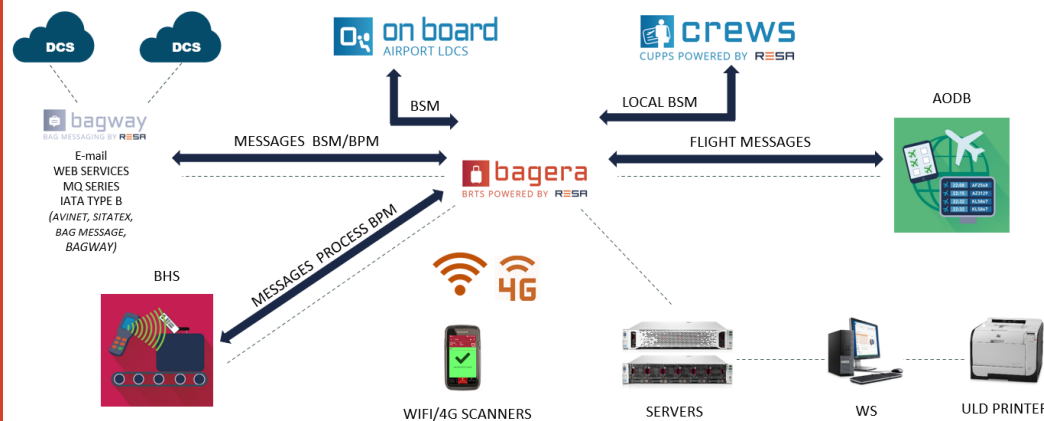 DCS
DCS
on board
AIRPORT LDCS
crews
CUPPS POWERED BY RESA
BSM
LOCAL BSM
AODB
bagway
BAG MESSAGING BY RESA
E-mail
WEB SERVICES
MQ SERIES
IATA TYPE B
(AVINET, SITATEX,
BAG MESSAGE,
BAGWAY)
MESSAGES BSM/BPM
FLIGHT MESSAGES
bagera
BRTS POWERED BY RESA
MESSAGES PROCESS BPM
BHS
4G
WIFI/4G SCANNERS
SERVERS
WS
ULD PRINTER